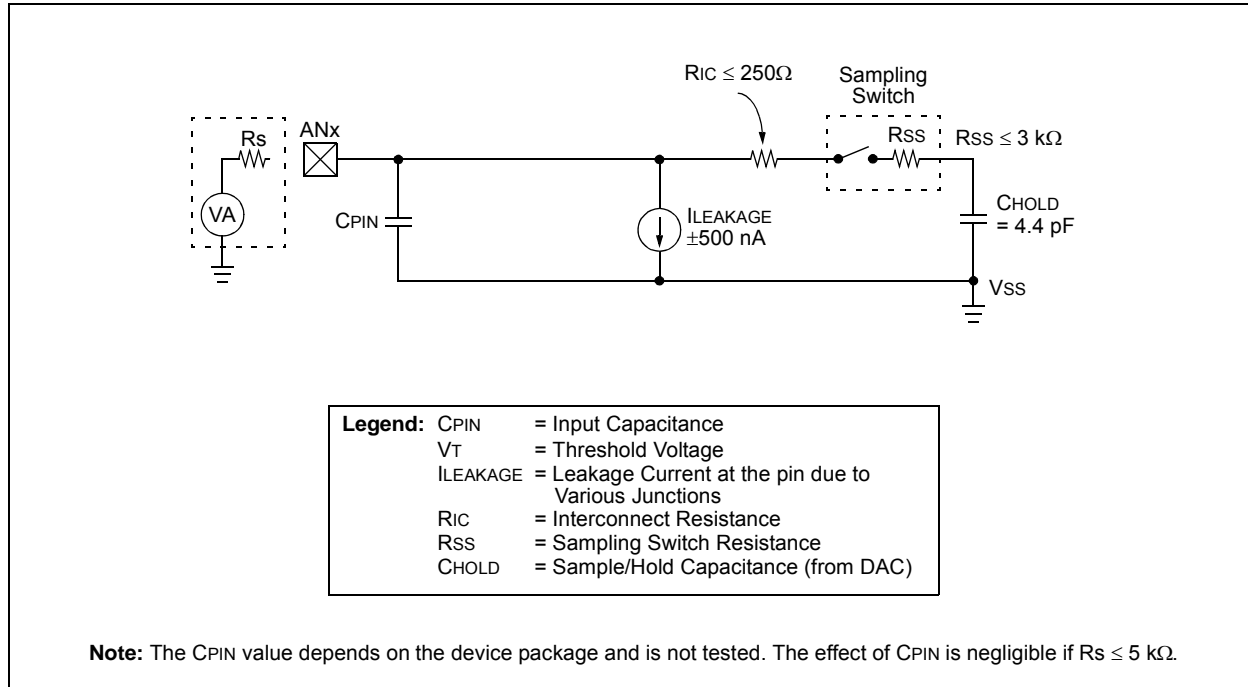 RIC ≤ 250Ω
Sampling
Switch
Rs
ANx
RSS
RSS ≤ 3 kΩ
VA
CPIN
ILEAKAGE
±500 nA
CHOLD
= 4.4 pF
VSS
Legend: CPIN = Input Capacitance
VT = Threshold Voltage
ILEAKAGE = Leakage Current at the pin due to
Various Junctions
RIC = Interconnect Resistance
RSS = Sampling Switch Resistance
CHOLD = Sample/Hold Capacitance (from DAC)
Note: The CPIN value depends on the device package and is not tested. The effect of CPIN is negligible if Rs ≤ 5 kΩ.